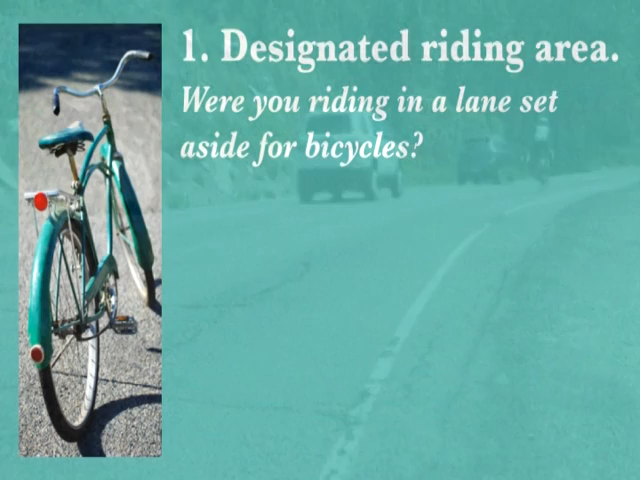 1. Designated riding area.
Were you riding in a lane set
aside for bicycles?